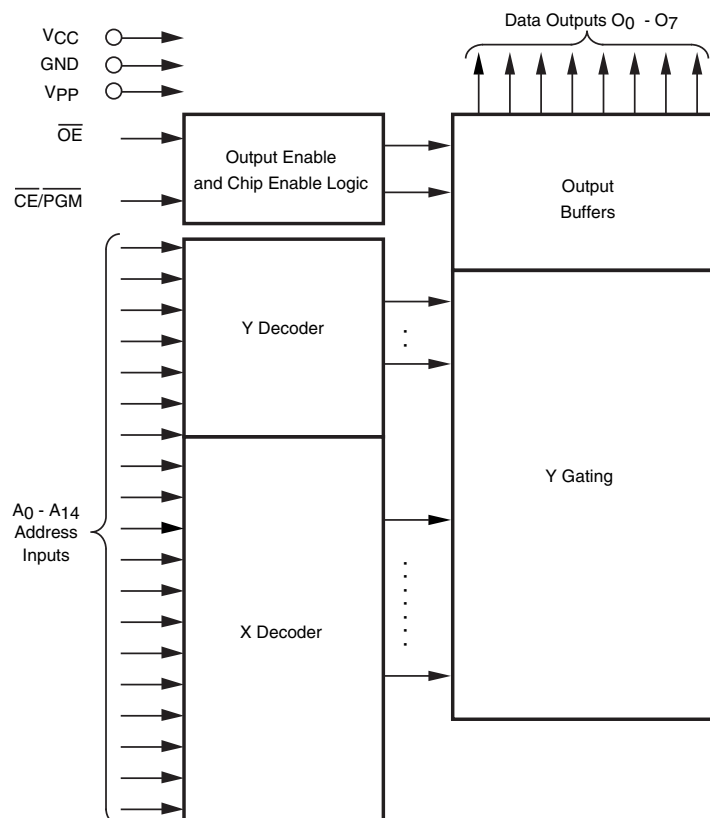 Data Outputs O0 - O7
VCC
GND
VPP
OE
CE/PGM
Output Enable
and Chip Enable Logic
Output
Buffers
Y Decoder
Y Gating
A0 - A14
Address
Inputs
X Decoder